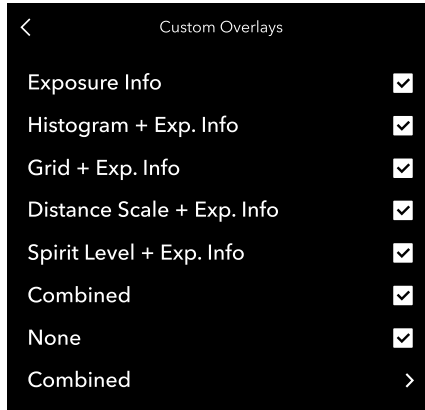 Custom Overlays
Exposure Info
Histogram + Exp. Info
Grid + Exp. Info
Distance Scale + Exp. Info
Spirit Level + Exp. Info
Combined
None
Combined